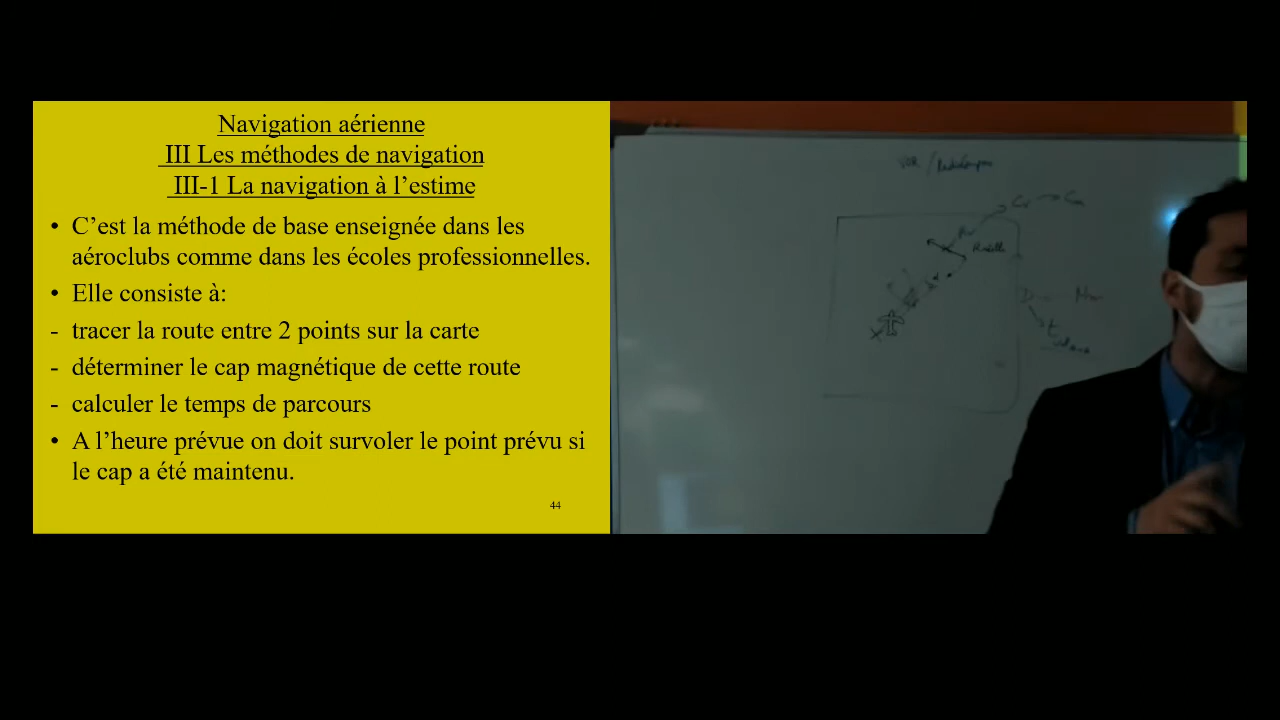 Navigation aérienne
III Les méthodes de navigation
III-1 La navigation à l’estime
• C’est la méthode de base enseignée dans les
aéroclubs comme dans les écoles professionnelles.
• Elle consiste à:
- tracer la route entre 2 points sur la carte
- déterminer le cap magnétique de cette route
- calculer le temps de parcours
• A l’heure prévue on doit survoler le point prévu si
le cap a été maintenu.
44
VOR /